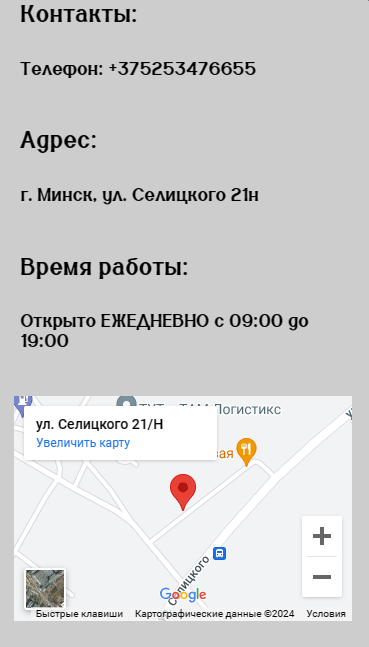 Контакты:
Телефон: +375253476655
Адрес:
г. Минск, ул. Селицкого 21н
Время работы:
Открыто ЕЖЕДНЕВНО с 09:00 до
19:00
Логистикс
ул. Селицкого 21/Н
Увеличить карту
вая
Селицкого
Google
Быстрые клавиши Картографические данные ©2024 Условия